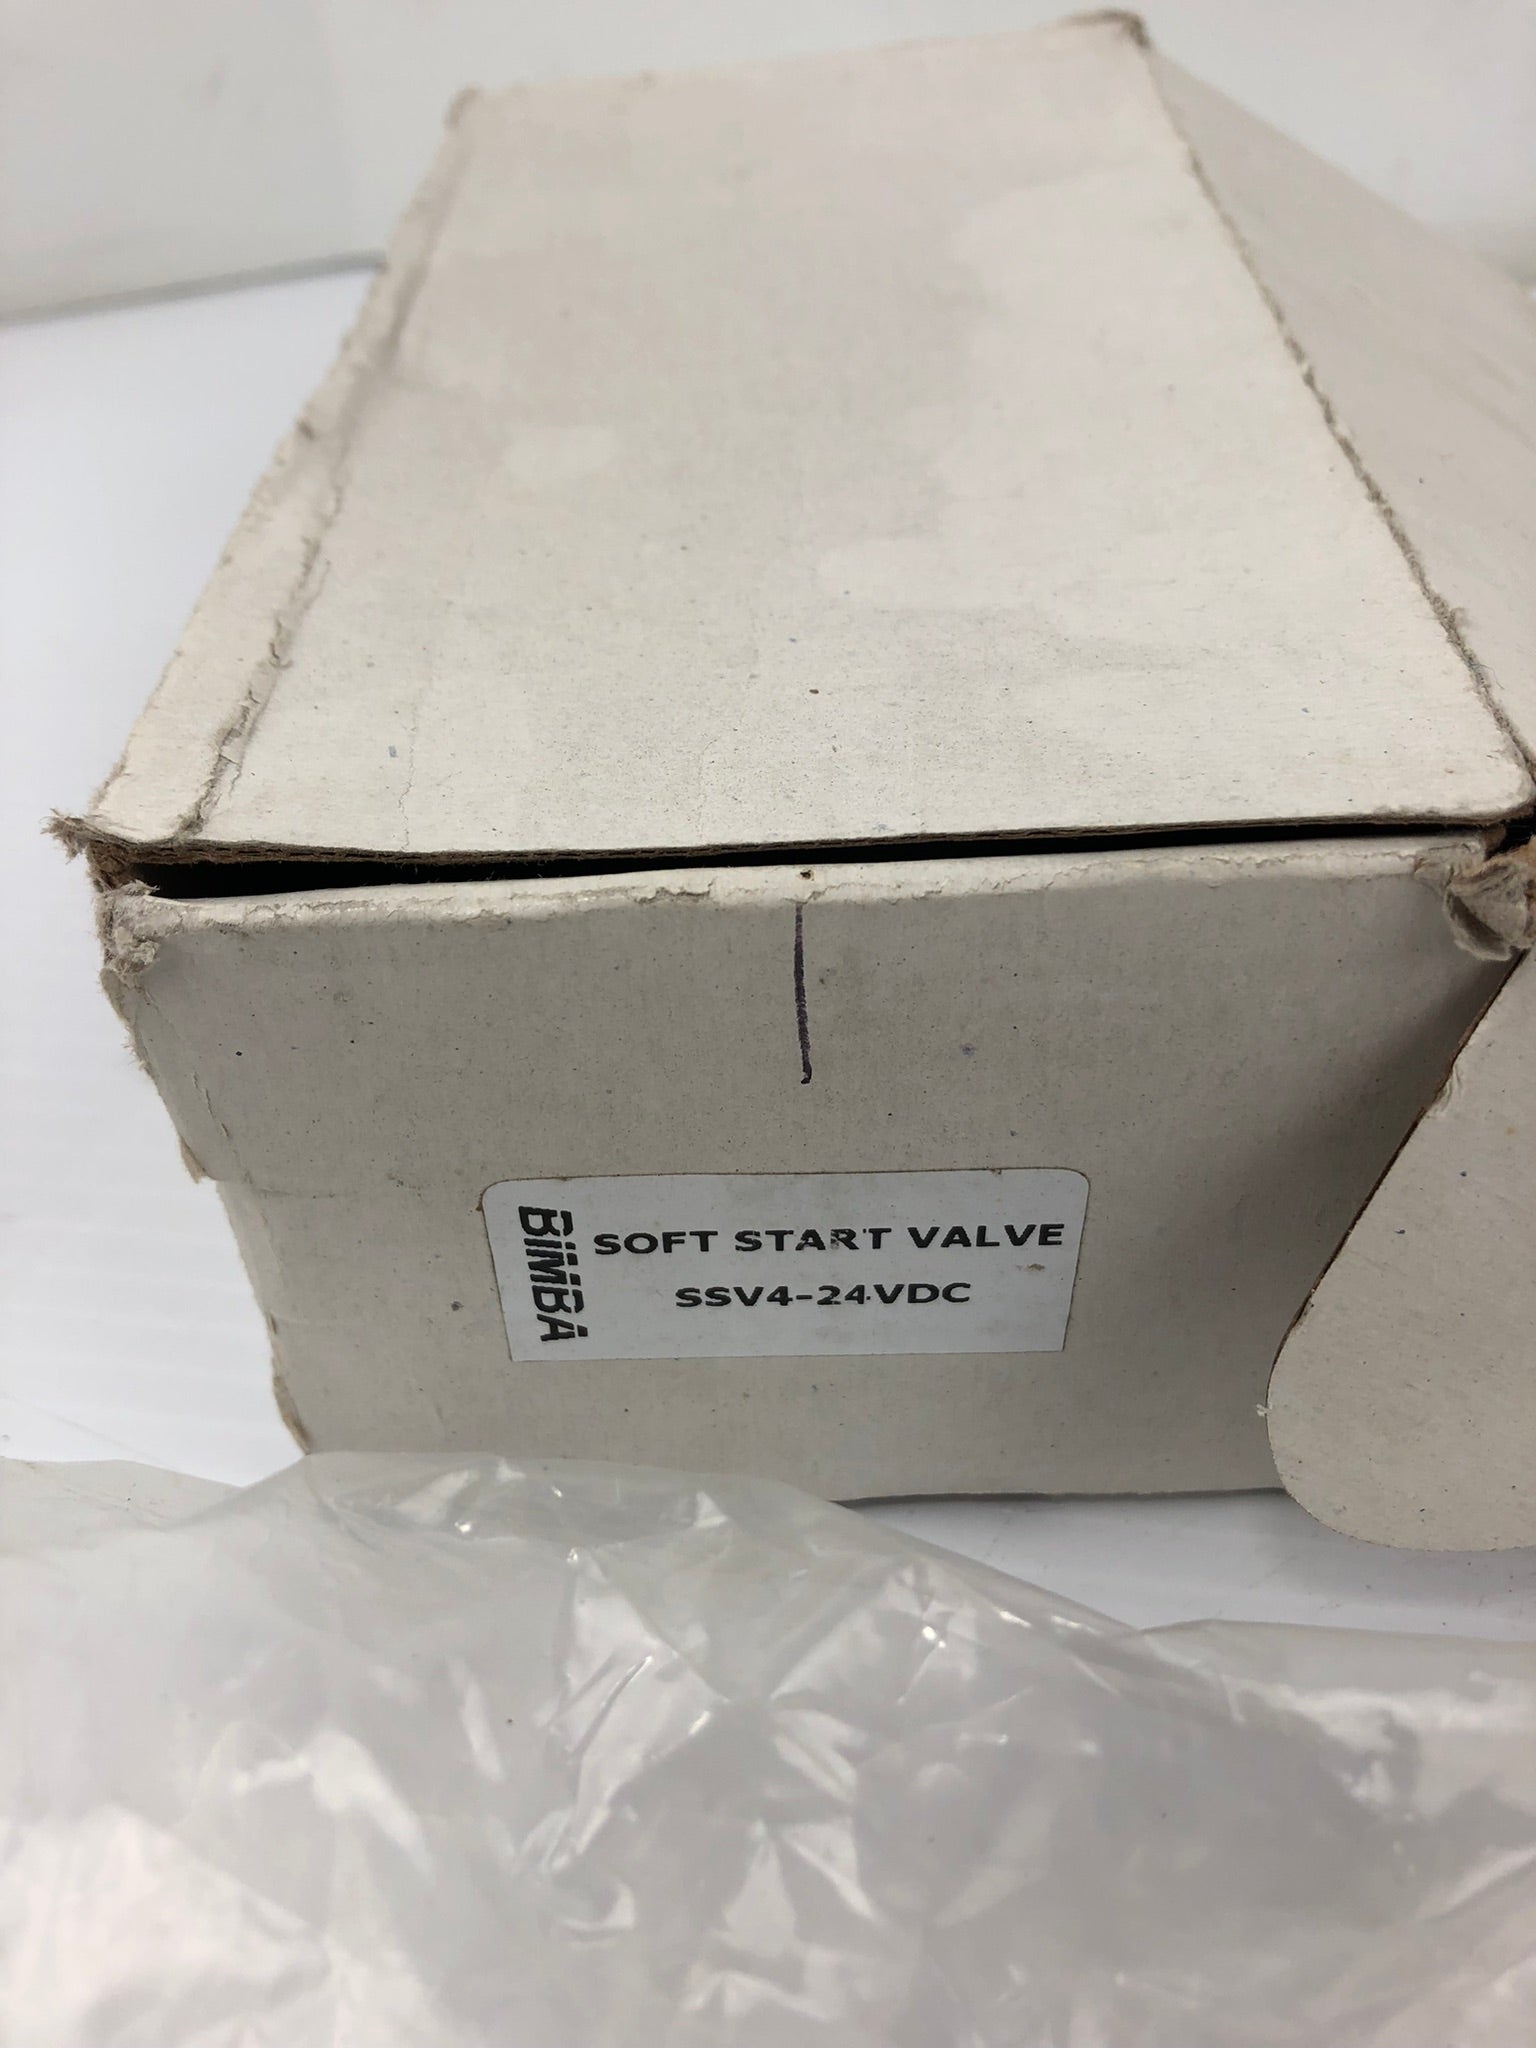 BIMBA
SOFT START VALVE
SSV4-24VDC